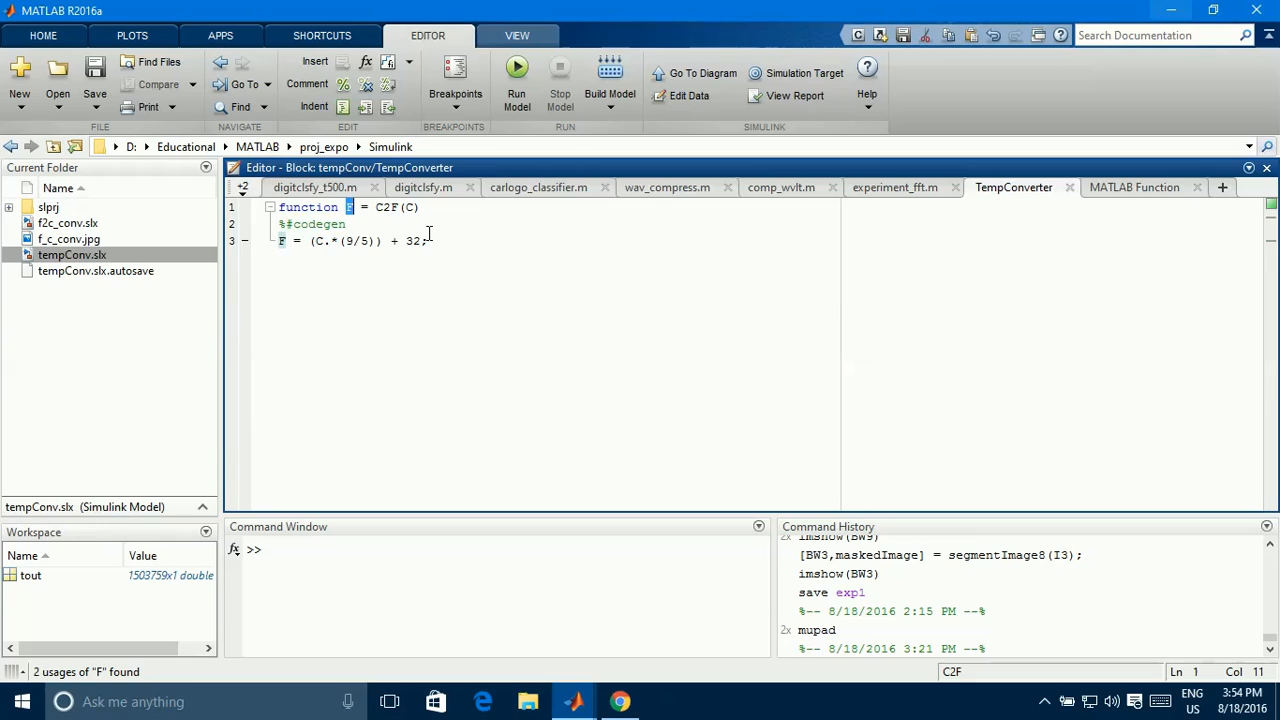 MATLAB R2016a
HOME PLOTS APPS SHORTCUTS EDITOR VIEW Search Documentation
New Open Save Find Files Compare Print Go To Find Insert fx Comment Indent Breakpoints Run Model Stop Model Build Model Go To Diagram Edit Data Simulation Target View Report Help
FILE NAVIGATE EDIT BREAKPOINTS RUN SIMULINK
D: Educational MATLAB proj_expo Simulink
Current Folder
Name
slprj
f2c_conv.slx
f_c_conv.jpg
tempConv.slx
tempConv.slx.autosave
tempConv.slx (Simulink Model)
Workspace
Name Value
tout 1503759x1 double
Editor - Block: tempConv/TempConverter
+2 digitclsfy_t500.m digitclsfy.m carlogo_classifier.m wav_compress.m comp_wvlt.m experiment_fft.m TempConverter MATLAB Function
1 function F = C2F(C)
2 %#codegen
3 F = (C.*(9/5)) + 32;
Command Window
fx >>
Command History
2x imshow(BW9)
[BW3,maskedImage] = segmentImage8(I3);
imshow(BW3)
save exp1
%-- 8/18/2016 2:15 PM --%
2x mupad
%-- 8/18/2016 3:21 PM --%
2 usages of "F" found C2F Ln 1 Col 11
Ask me anything ENG US 3:54 PM 8/18/2016